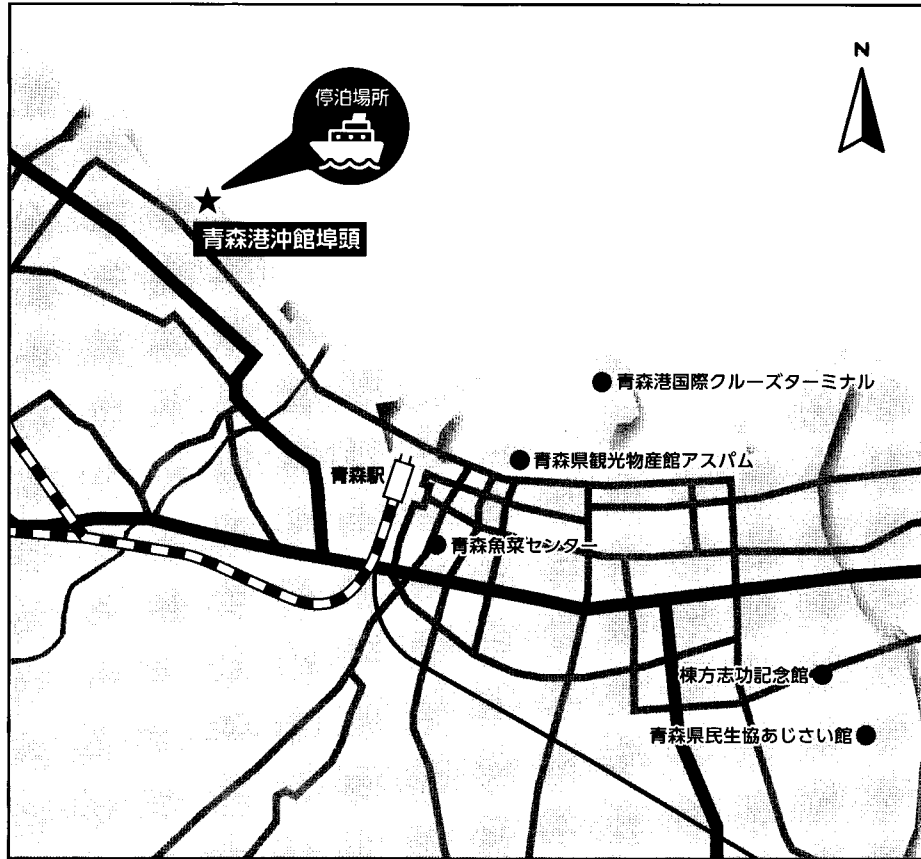 N
停泊場所
青森港沖館埠頭
青森港国際クルーズターミナル
青森県観光物産館アスパム
青森駅
青森魚菜センター
棟方志功記念館
青森県民生協あじさい館